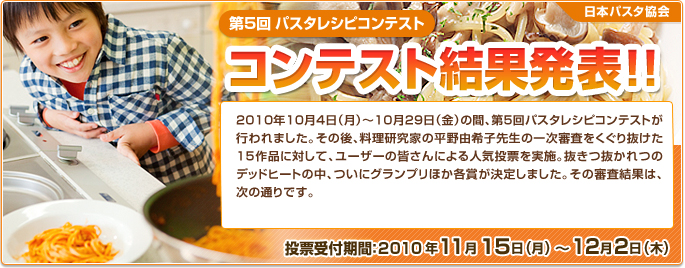 日本パスタ協会
第5回 パスタレシピコンテスト
コンテスト結果発表!!
2010年10月4日(月)～10月29日(金)の間、第5回パスタレシピコンテストが
行われました。その後、料理研究家の平野由希子先生の一次審査をくぐり抜けた
15作品に対して、ユーザーの皆さんによる人気投票を実施。抜きつ抜かれつの
デッドヒートの中、ついにグランプリほか各賞が決定しました。その審査結果は、
次の通りです。
投票受付期間:2010年11月15日(月)～12月2日(木)